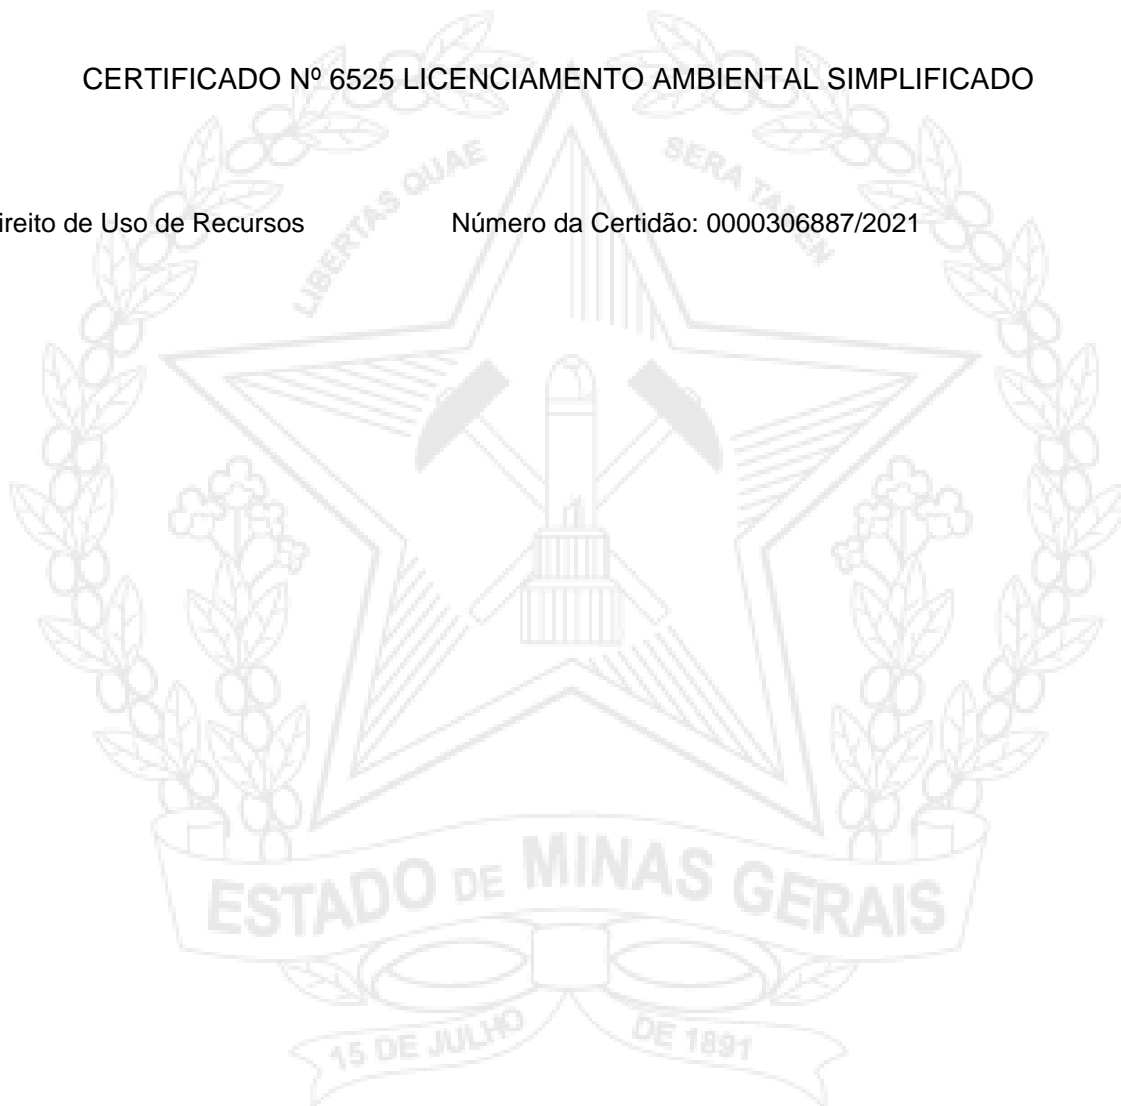 CERTIFICADO Nº 6525 LICENCIAMENTO AMBIENTAL SIMPLIFICADO
LIBERTAS QUAE SERA TAMEN
ireito de Uso de Recursos Número da Certidão: 0000306887/2021
ESTADO DE MINAS GERAIS
15 DE JULHO DE 1891